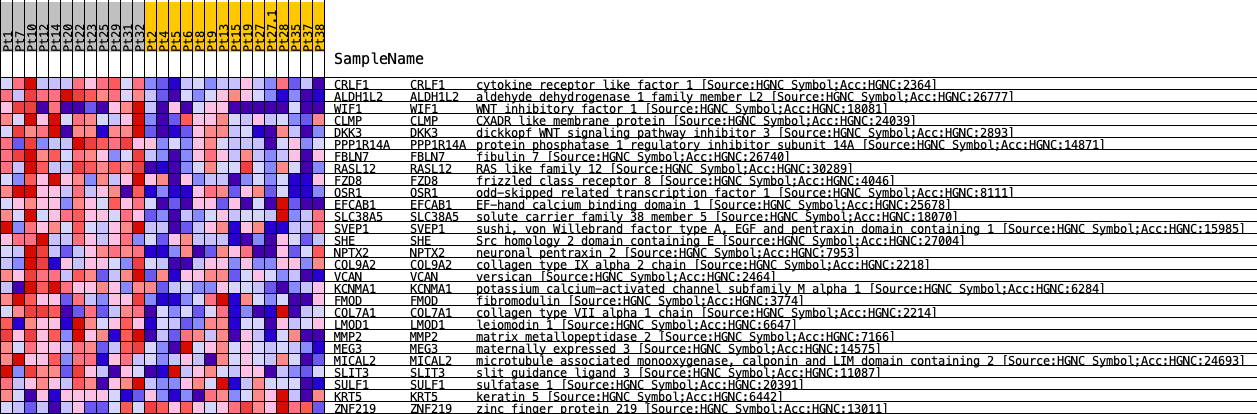 Pt1 Pt7 Pt10 Pt12 Pt14 Pt20 Pt22 Pt23 Pt25 Pt29 Pt31 Pt32 Pt2 Pt4 Pt5 Pt6 Pt8 Pt9 Pt13 Pt15 Pt19 Pt27 Pt27.1 Pt28 Pt35 Pt37 Pt38
SampleName
CRLF1 CRLF1 cytokine receptor like factor 1 [Source:HGNC Symbol;Acc:HGNC:2364]
ALDH1L2 ALDH1L2 aldehyde dehydrogenase 1 family member L2 [Source:HGNC Symbol;Acc:HGNC:26777]
WIF1 WIF1 WNT inhibitory factor 1 [Source:HGNC Symbol;Acc:HGNC:18081]
CLMP CLMP CXADR like membrane protein [Source:HGNC Symbol;Acc:HGNC:24039]
DKK3 DKK3 dickkopf WNT signaling pathway inhibitor 3 [Source:HGNC Symbol;Acc:HGNC:2893]
PPP1R14A PPP1R14A protein phosphatase 1 regulatory inhibitor subunit 14A [Source:HGNC Symbol;Acc:HGNC:14871]
FBLN7 FBLN7 fibulin 7 [Source:HGNC Symbol;Acc:HGNC:26740]
RASL12 RASL12 RAS like family 12 [Source:HGNC Symbol;Acc:HGNC:30289]
FZD8 FZD8 frizzled class receptor 8 [Source:HGNC Symbol;Acc:HGNC:4046]
OSR1 OSR1 odd-skipped related transcription factor 1 [Source:HGNC Symbol;Acc:HGNC:8111]
EFCAB1 EFCAB1 EF-hand calcium binding domain 1 [Source:HGNC Symbol;Acc:HGNC:25678]
SLC38A5 SLC38A5 solute carrier family 38 member 5 [Source:HGNC Symbol;Acc:HGNC:18070]
SVEP1 SVEP1 sushi, von Willebrand factor type A, EGF and pentraxin domain containing 1 [Source:HGNC Symbol;Acc:HGNC:15985]
SHE SHE Src homology 2 domain containing E [Source:HGNC Symbol;Acc:HGNC:27004]
NPTX2 NPTX2 neuronal pentraxin 2 [Source:HGNC Symbol;Acc:HGNC:7953]
COL9A2 COL9A2 collagen type IX alpha 2 chain [Source:HGNC Symbol;Acc:HGNC:2218]
VCAN VCAN versican [Source:HGNC Symbol;Acc:HGNC:2464]
KCNMA1 KCNMA1 potassium calcium-activated channel subfamily M alpha 1 [Source:HGNC Symbol;Acc:HGNC:6284]
FMOD FMOD fibromodulin [Source:HGNC Symbol;Acc:HGNC:3774]
COL7A1 COL7A1 collagen type VII alpha 1 chain [Source:HGNC Symbol;Acc:HGNC:2214]
LMOD1 LMOD1 leiomodin 1 [Source:HGNC Symbol;Acc:HGNC:6647]
MMP2 MMP2 matrix metallopeptidase 2 [Source:HGNC Symbol;Acc:HGNC:7166]
MEG3 MEG3 maternally expressed 3 [Source:HGNC Symbol;Acc:HGNC:14575]
MICAL2 MICAL2 microtubule associated monooxygenase, calponin and LIM domain containing 2 [Source:HGNC Symbol;Acc:HGNC:24693]
SLIT3 SLIT3 slit guidance ligand 3 [Source:HGNC Symbol;Acc:HGNC:11087]
SULF1 SULF1 sulfatase 1 [Source:HGNC Symbol;Acc:HGNC:20391]
KRT5 KRT5 keratin 5 [Source:HGNC Symbol;Acc:HGNC:6442]
ZNF219 ZNF219 zinc finger protein 219 [Source:HGNC Symbol;Acc:HGNC:13011]